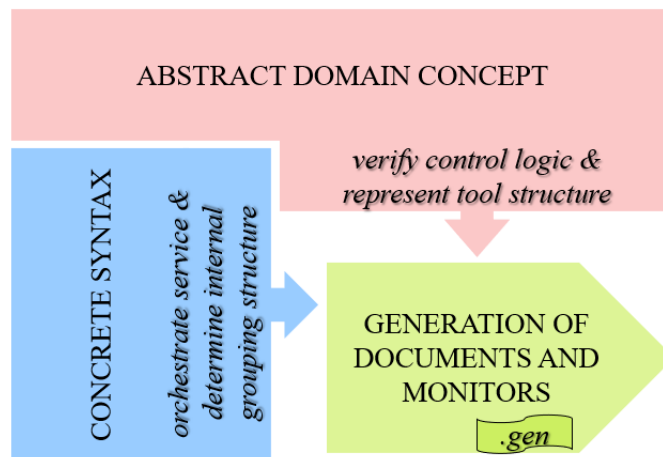 ABSTRACT DOMAIN CONCEPT
verify control logic &
represent tool structure
CONCRETE SYNTAX
orchestrate service &
determine internal
grouping structure
GENERATION OF
DOCUMENTS AND
MONITORS
.gen